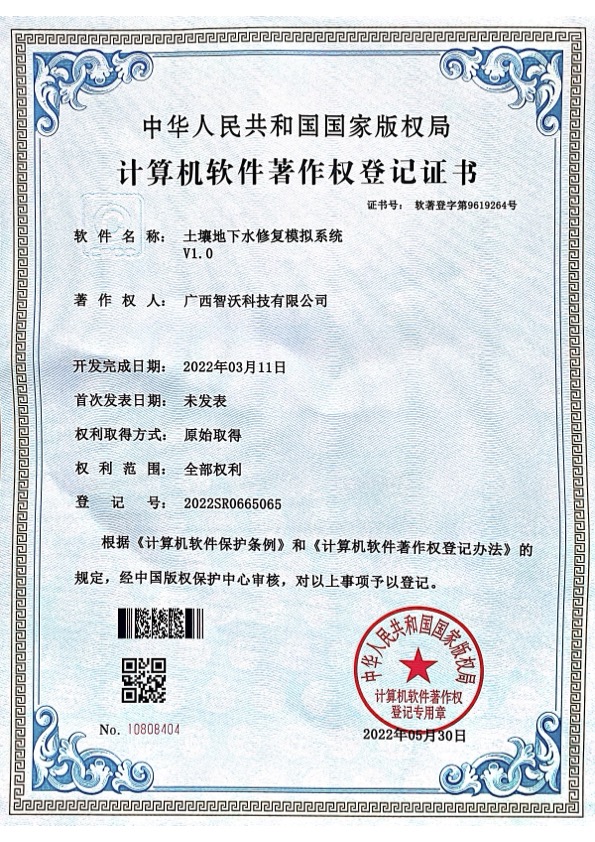 中华人民共和国国家版权局
计算机软件著作权登记证书
证书号： 软著登字第9619264号
软件名称： 土壤地下水修复模拟系统
V1.0
著作权人： 广西智沃科技有限公司
开发完成日期： 2022年03月11日
首次发表日期： 未发表
权利取得方式： 原始取得
权利范围： 全部权利
登记号： 2022SR0665065
根据《计算机软件保护条例》和《计算机软件著作权登记办法》的
规定，经中国版权保护中心审核，对以上事项予以登记。
中华人民共和国国家版权局
计算机软件著作权
登记专用章
No. 10808404
2022年05月30日